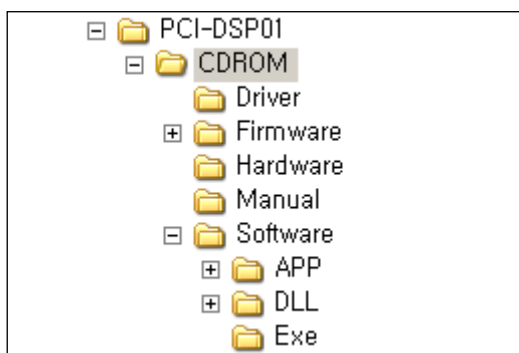 PCI-DSP01
CDROM
Driver
Firmware
Hardware
Manual
Software
APP
DLL
Exe